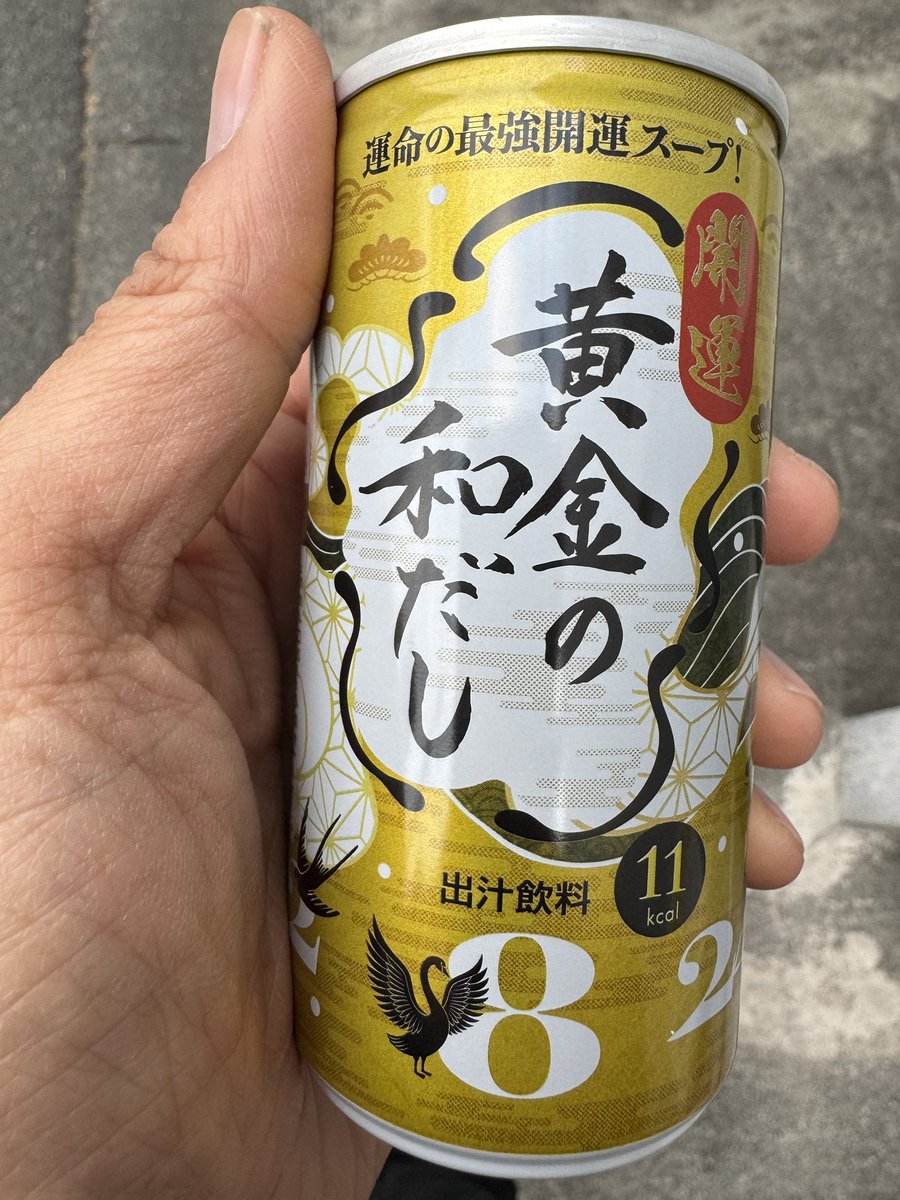 運命の最強開運スープ!
開運
黄金の
和だし
出汁飲料
11
kcal
8